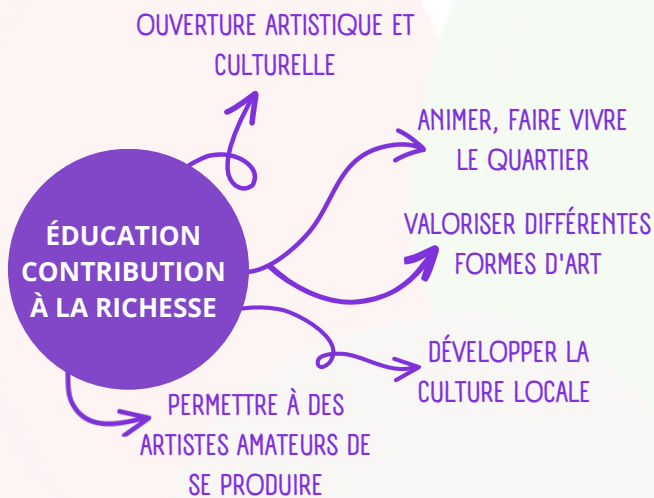 OUVERTURE ARTISTIQUE ET
CULTURELLE
ANIMER, FAIRE VIVRE
LE QUARTIER
ÉDUCATION
CONTRIBUTION
À LA RICHESSE
VALORISER DIFFÉRENTES
FORMES D'ART
DÉVELOPPER LA
CULTURE LOCALE
PERMETTRE À DES
ARTISTES AMATEURS DE
SE PRODUIRE